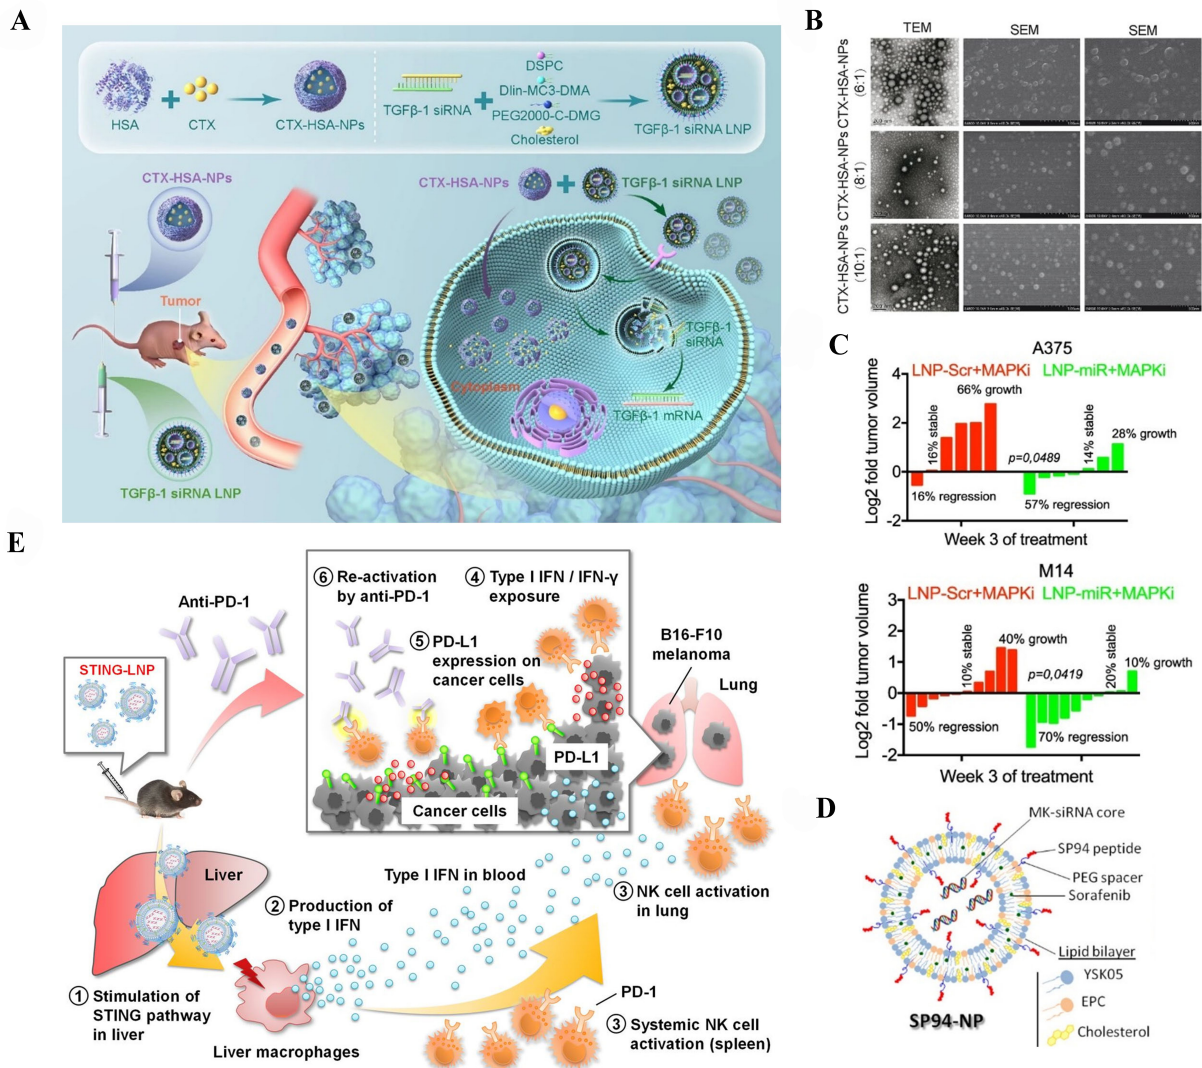 A
HSA
CTX
CTX-HSA-NPs
TGFβ-1 siRNA
DSPC
Dlin-MC3-DMA
PEG2000-C-DMG
Cholesterol
TGFβ-1 siRNA LNP
CTX-HSA-NPs
Tumor
TGFβ-1 siRNA LNP
CTX-HSA-NPs
TGFβ-1 siRNA LNP
TGFβ-1
siRNA
Cytoplasm
TGFβ-1 mRNA
B
TEM
SEM
SEM
CTX-HSA-NPs
(6:1)
CTX-HSA-NPs
(8:1)
CTX-HSA-NPs
(10:1)
C
A375
LNP-Scr+MAPKi
LNP-miR+MAPKi
Log2 fold tumor volume
4
2
0
-2
16% stable
66% growth
16% regression
p=0,0489
14% stable
28% growth
57% regression
Week 3 of treatment
M14
LNP-Scr+MAPKi
LNP-miR+MAPKi
Log2 fold tumor volume
3
2
1
0
-1
-2
10% stable
40% growth
50% regression
p=0,0419
20% stable
10% growth
70% regression
Week 3 of treatment
D
MK-siRNA core
SP94 peptide
PEG spacer
Sorafenib
Lipid bilayer
YSK05
EPC
Cholesterol
SP94-NP
E
Anti-PD-1
STING-LNP
⑥ Re-activation
by anti-PD-1
④ Type I IFN / IFN-γ
exposure
⑤ PD-L1
expression on
cancer cells
PD-L1
Cancer cells
B16-F10
melanoma
Lung
Liver
② Production of
type I IFN
Type I IFN in blood
③ NK cell activation
in lung
① Stimulation of
STING pathway
in liver
Liver macrophages
PD-1
③ Systemic NK cell
activation (spleen)